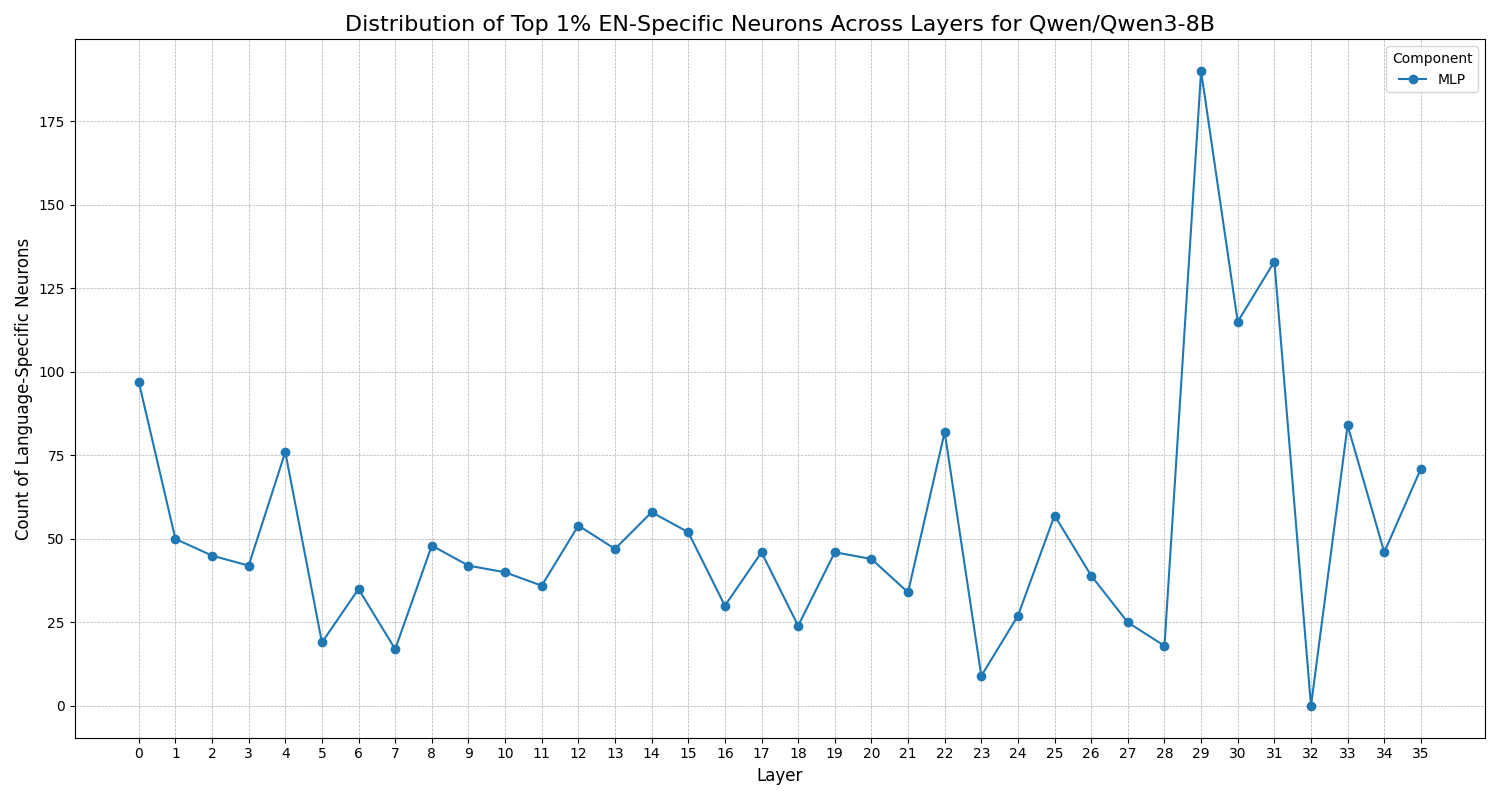 Distribution of Top 1% EN-Specific Neurons Across Layers for Qwen/Qwen3-8B
Component
MLP
Count of Language-Specific Neurons
175
150
125
100
75
50
25
0
0 1 2 3 4 5 6 7 8 9 10 11 12 13 14 15 16 17 18 19 20 21 22 23 24 25 26 27 28 29 30 31 32 33 34 35
Layer